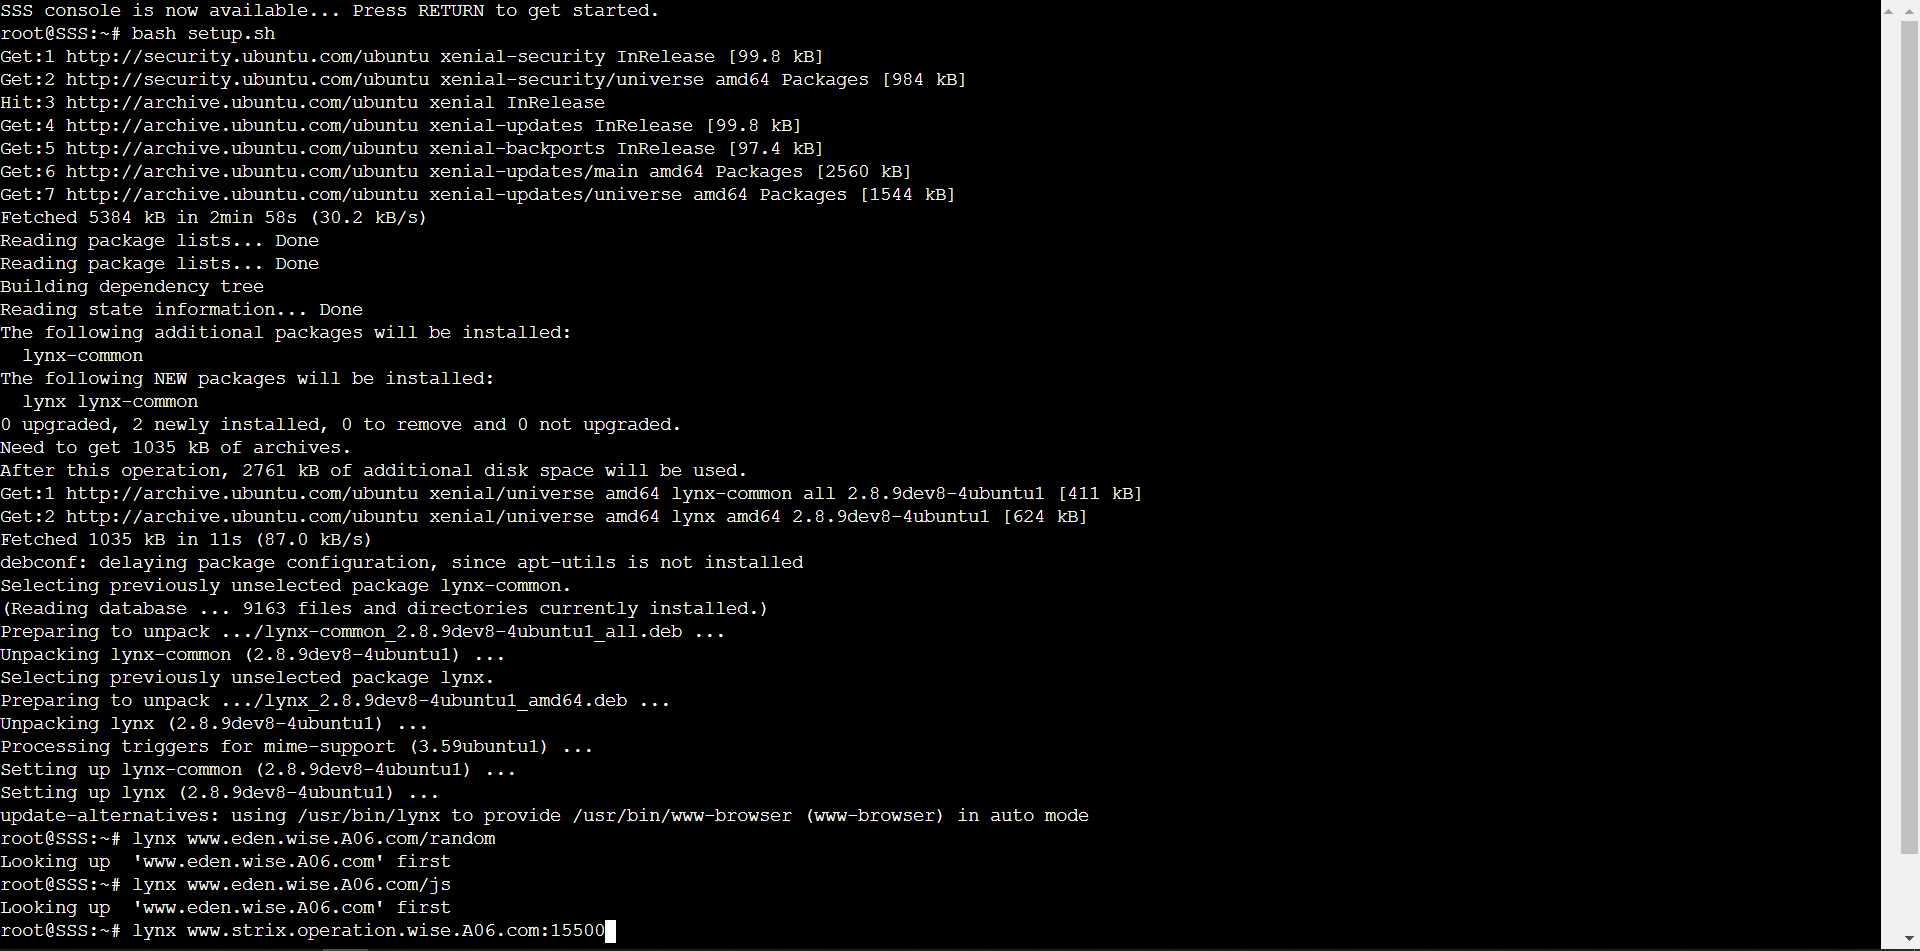 SSS console is now available... Press RETURN to get started.
root@SSS:~# bash setup.sh
Get:1 http://security.ubuntu.com/ubuntu xenial-security InRelease [99.8 kB]
Get:2 http://security.ubuntu.com/ubuntu xenial-security/universe amd64 Packages [984 kB]
Hit:3 http://archive.ubuntu.com/ubuntu xenial InRelease
Get:4 http://archive.ubuntu.com/ubuntu xenial-updates InRelease [99.8 kB]
Get:5 http://archive.ubuntu.com/ubuntu xenial-backports InRelease [97.4 kB]
Get:6 http://archive.ubuntu.com/ubuntu xenial-updates/main amd64 Packages [2560 kB]
Get:7 http://archive.ubuntu.com/ubuntu xenial-updates/universe amd64 Packages [1544 kB]
Fetched 5384 kB in 2min 58s (30.2 kB/s)
Reading package lists... Done
Reading package lists... Done
Building dependency tree
Reading state information... Done
The following additional packages will be installed:
  lynx-common
The following NEW packages will be installed:
  lynx lynx-common
0 upgraded, 2 newly installed, 0 to remove and 0 not upgraded.
Need to get 1035 kB of archives.
After this operation, 2761 kB of additional disk space will be used.
Get:1 http://archive.ubuntu.com/ubuntu xenial/universe amd64 lynx-common all 2.8.9dev8-4ubuntu1 [411 kB]
Get:2 http://archive.ubuntu.com/ubuntu xenial/universe amd64 lynx amd64 2.8.9dev8-4ubuntu1 [624 kB]
Fetched 1035 kB in 11s (87.0 kB/s)
debconf: delaying package configuration, since apt-utils is not installed
Selecting previously unselected package lynx-common.
(Reading database ... 9163 files and directories currently installed.)
Preparing to unpack .../lynx-common_2.8.9dev8-4ubuntu1_all.deb ...
Unpacking lynx-common (2.8.9dev8-4ubuntu1) ...
Selecting previously unselected package lynx.
Preparing to unpack .../lynx_2.8.9dev8-4ubuntu1_amd64.deb ...
Unpacking lynx (2.8.9dev8-4ubuntu1) ...
Processing triggers for mime-support (3.59ubuntu1) ...
Setting up lynx-common (2.8.9dev8-4ubuntu1) ...
Setting up lynx (2.8.9dev8-4ubuntu1) ...
update-alternatives: using /usr/bin/lynx to provide /usr/bin/www-browser (www-browser) in auto mode
root@SSS:~# lynx www.eden.wise.A06.com/random
Looking up  'www.eden.wise.A06.com' first
root@SSS:~# lynx www.eden.wise.A06.com/js
Looking up  'www.eden.wise.A06.com' first
root@SSS:~# lynx www.strix.operation.wise.A06.com:15500